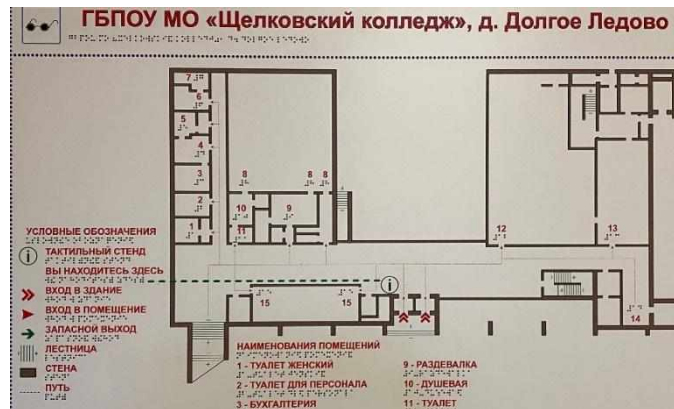 ГБПОУ МО «Щелковский колледж», д. Долгое Ледово
7
6
5
4
3
2
1
8
8
8
10
9
11
12
13
14
15
15
УСЛОВНЫЕ ОБОЗНАЧЕНИЯ
i
ТАКТИЛЬНЫЙ СТЕНД
ВЫ НАХОДИТЕСЬ ЗДЕСЬ
ВХОД В ЗДАНИЕ
ВХОД В ПОМЕЩЕНИЕ
ЗАПАСНОЙ ВЫХОД
ЛЕСТНИЦА
СТЕНА
ПУТЬ
i
НАИМЕНОВАНИЯ ПОМЕЩЕНИЙ
1 - ТУАЛЕТ ЖЕНСКИЙ
2 - ТУАЛЕТ ДЛЯ ПЕРСОНАЛА
3 - БУХГАЛТЕРИЯ
9 - РАЗДЕВАЛКА
10 - ДУШЕВАЯ
11 - ТУАЛЕТ